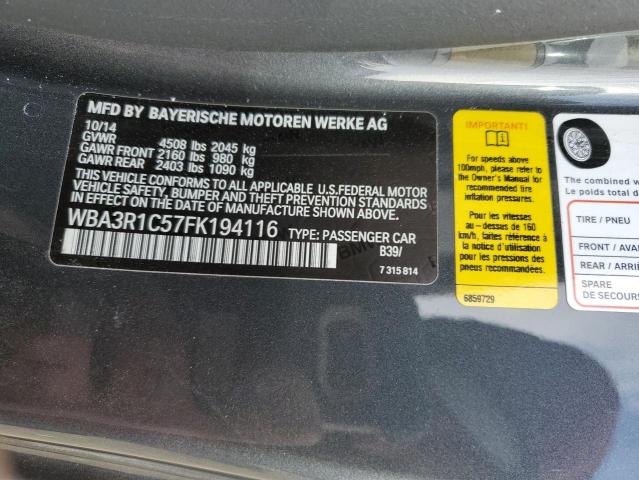 MFD BY BAYERISCHE MOTOREN WERKE AG
10/14
GVWR 4508 lbs 2045 kg
GAWR FRONT 2160 lbs 980 kg
GAWR REAR 2403 lbs 1090 kg
THIS VEHICLE CONFORMS TO ALL APPLICABLE U.S.FEDERAL MOTOR
VEHICLE SAFETY, BUMPER AND THEFT PREVENTION STANDARDS
IN EFFECT ON THE DATE OF MANUFACTURE SHOWN ABOVE.
WBA3R1C57FK194116 TYPE: PASSENGER CAR
B39/
7 315 814
IMPORTANT!
For speeds above
100mph, please refer to
the Owner's Manual for
recommended tire
inflation pressures.
Pour les vitesses
au - dessus de 160
km/h, faites référence à
la notice d'utilisation
pour les pressions des
pneus recommandées.
6859729
The combined w
Le poids total d
TIRE / PNEU
FRONT / AVA
REAR / ARRI
SPARE
DE SECOURS